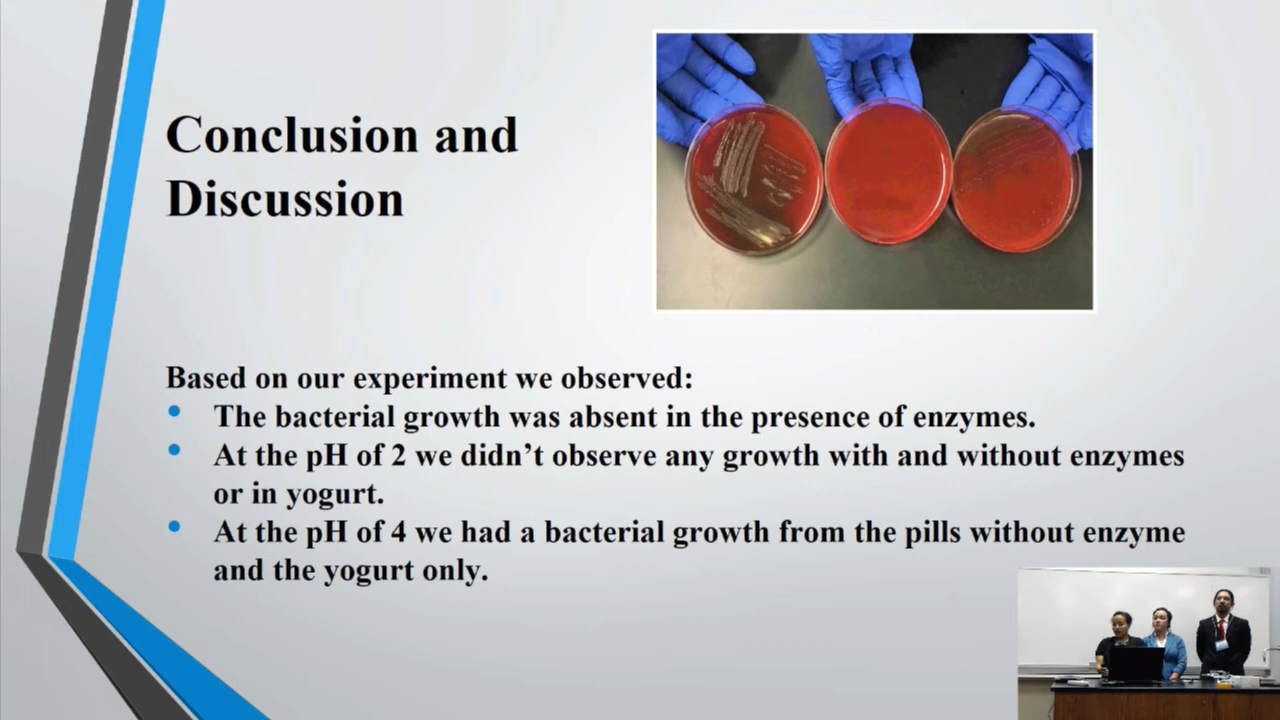 Conclusion and
Discussion
Based on our experiment we observed:
• The bacterial growth was absent in the presence of enzymes.
• At the pH of 2 we didn’t observe any growth with and without enzymes
or in yogurt.
• At the pH of 4 we had a bacterial growth from the pills without enzyme
and the yogurt only.